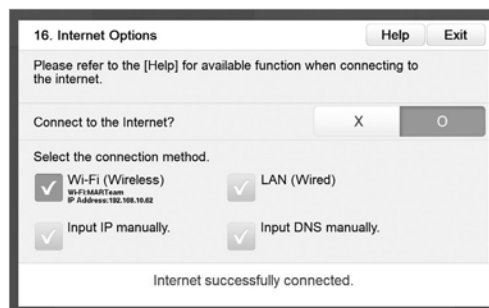 16. Internet Options
Help
Exit
Please refer to the [Help] for available function when connecting to
the internet.
Connect to the Internet?
X
O
Select the connection method.
Wi-Fi (Wireless)
Wi-Fi:MARTeam
IP Address:192.168.10.62
LAN (Wired)
Input IP manually.
Input DNS manually.
Internet successfully connected.